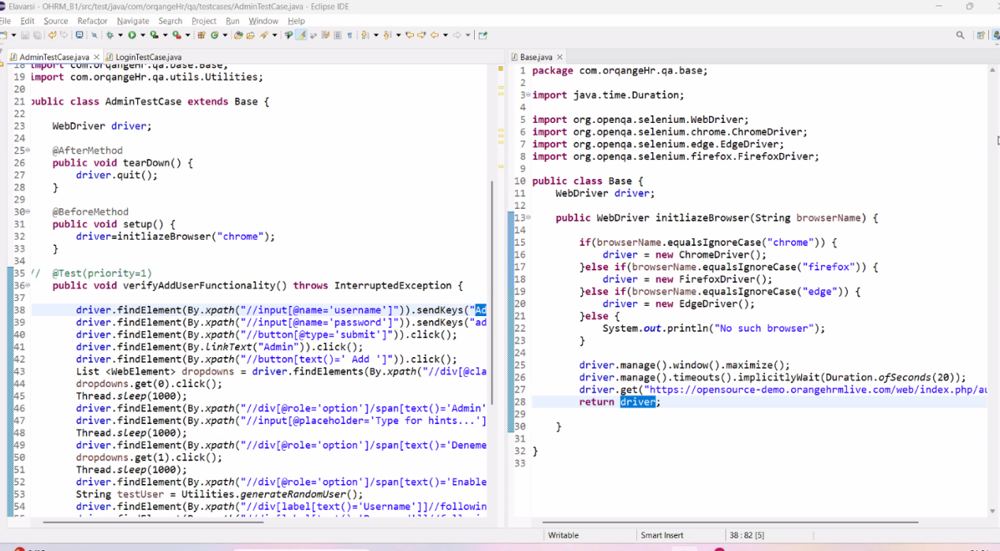 Elavarsi - OHRM_B1/src/test/java/com/orqangeHr/qa/testcases/AdminTestCase.java - Eclipse IDE
File Edit Source Refactor Navigate Search Project Run Window Help
AdminTestCase.java
LoginTestCase.java
18 import com.orqangeHr.qa.base.Base;
19 import com.orqangeHr.qa.utils.Utilities;
20
21 public class AdminTestCase extends Base {
22
23 WebDriver driver;
24
25 @AfterMethod
26 public void tearDown() {
27 driver.quit();
28 }
29
30 @BeforeMethod
31 public void setup() {
32 driver=initliazeBrowser("chrome");
33 }
34
35 // @Test(priority=1)
36 public void verifyAddUserFunctionality() throws InterruptedException {
37
38 driver.findElement(By.xpath("//input[@name='username']")).sendKeys("Ad
39 driver.findElement(By.xpath("//input[@name='password']")).sendKeys("ad
40 driver.findElement(By.xpath("//button[@type='submit']")).click();
41 driver.findElement(By.linkText("Admin")).click();
42 driver.findElement(By.xpath("//button[text()=' Add ']")).click();
43 List <WebElement> dropdowns = driver.findElements(By.xpath("//div[@cla
44 dropdowns.get(0).click();
45 Thread.sleep(1000);
46 driver.findElement(By.xpath("//div[@role='option']/span[text()='Admin'
47 driver.findElement(By.xpath("//input[@placeholder='Type for hints...']
48 Thread.sleep(1000);
49 driver.findElement(By.xpath("//div[@role='option']/span[text()='Deneme
50 dropdowns.get(1).click();
51 Thread.sleep(1000);
52 driver.findElement(By.xpath("//div[@role='option']/span[text()='Enable
53 String testUser = Utilities.generateRandomUser();
54 driver.findElement(By.xpath("//div[label[text()='Username']]//followin
Base.java
1 package com.orqangeHr.qa.base;
2
3 import java.time.Duration;
4
5 import org.openqa.selenium.WebDriver;
6 import org.openqa.selenium.chrome.ChromeDriver;
7 import org.openqa.selenium.edge.EdgeDriver;
8 import org.openqa.selenium.firefox.FirefoxDriver;
9
10 public class Base {
11 WebDriver driver;
12
13 public WebDriver initliazeBrowser(String browserName) {
14
15 if(browserName.equalsIgnoreCase("chrome")) {
16 driver = new ChromeDriver();
17 }else if(browserName.equalsIgnoreCase("firefox")) {
18 driver = new FirefoxDriver();
19 }else if(browserName.equalsIgnoreCase("edge")) {
20 driver = new EdgeDriver();
21 }else {
22 System.out.println("No such browser");
23 }
24
25 driver.manage().window().maximize();
26 driver.manage().timeouts().implicitlyWait(Duration.ofSeconds(20));
27 driver.get("https://opensource-demo.orangehrmlive.com/web/index.php/au
28 return driver;
29
30 }
31
32 }
33
Writable Smart Insert 38 : 82 [5]